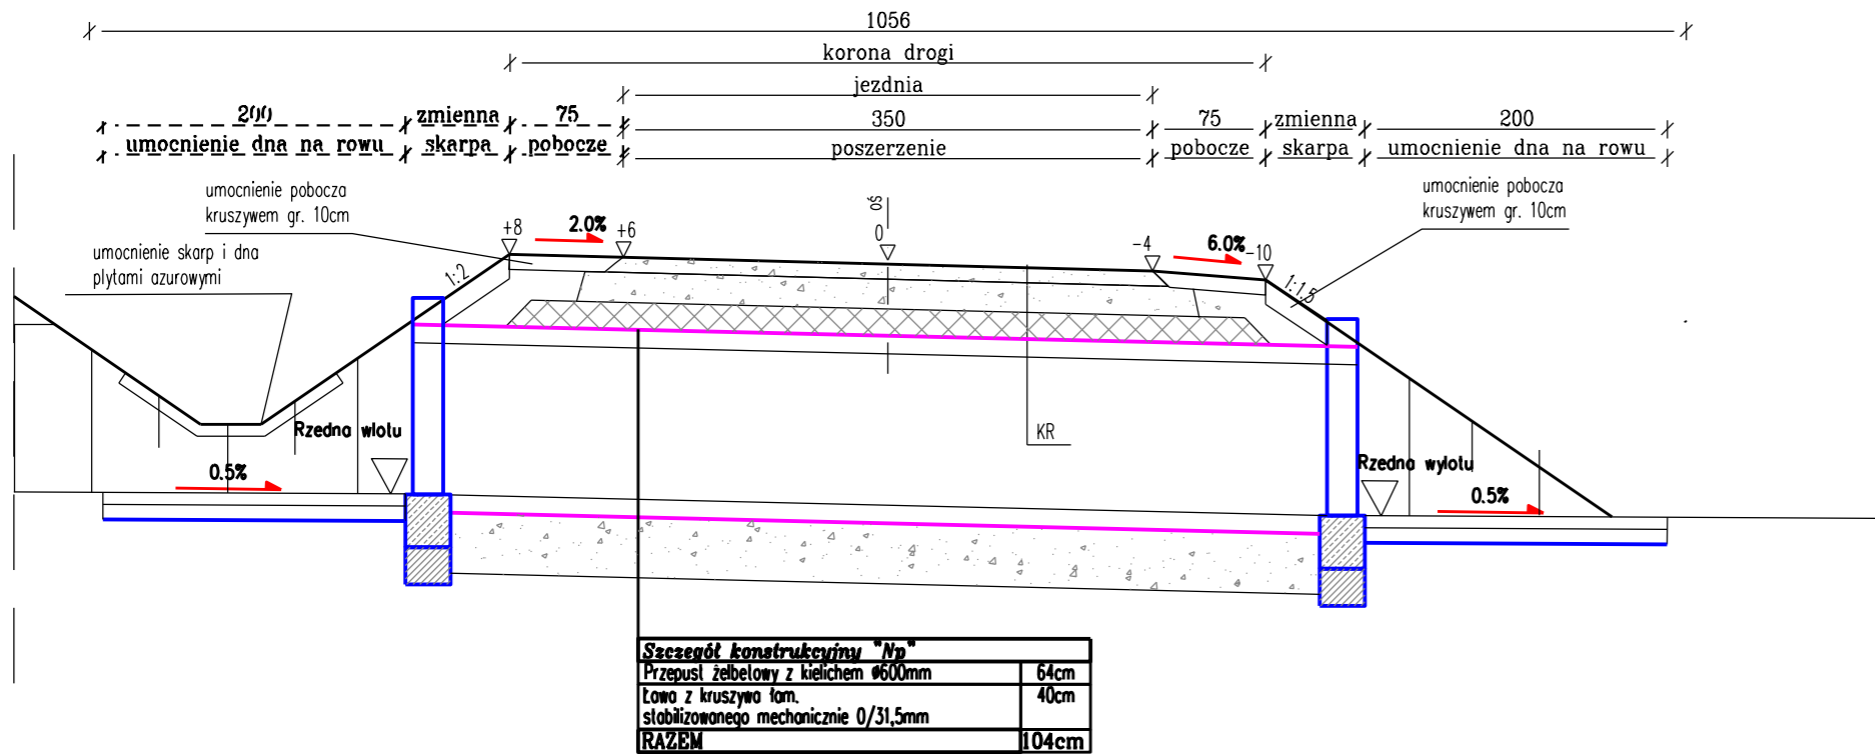 1056
korona drogi
jezdnia
200 zmienna 75 350 75 zmienna 200
umocnienie dna na rowu skarpa pobocze poszerzenie pobocze skarpa umocnienie dna na rowu
umocnienie pobocza
kruszywem gr. 10cm
umocnienie pobocza
kruszywem gr. 10cm
umocnienie skarp i dna
plytami azurowymi
oś
+8 2.0% +6 0 -4 6.0% -10
1:2
1:1,5
KR
Rzedna wlotu
Rzedna wylotu
0.5%
0.5%
Szczegół konstrukcyjny "Np"
Przepust żelbetowy z kielichem ø600mm 64cm
Ława z kruszywa łam. 40cm
stabilizowanego mechanicznie 0/31,5mm
RAZEM 104cm